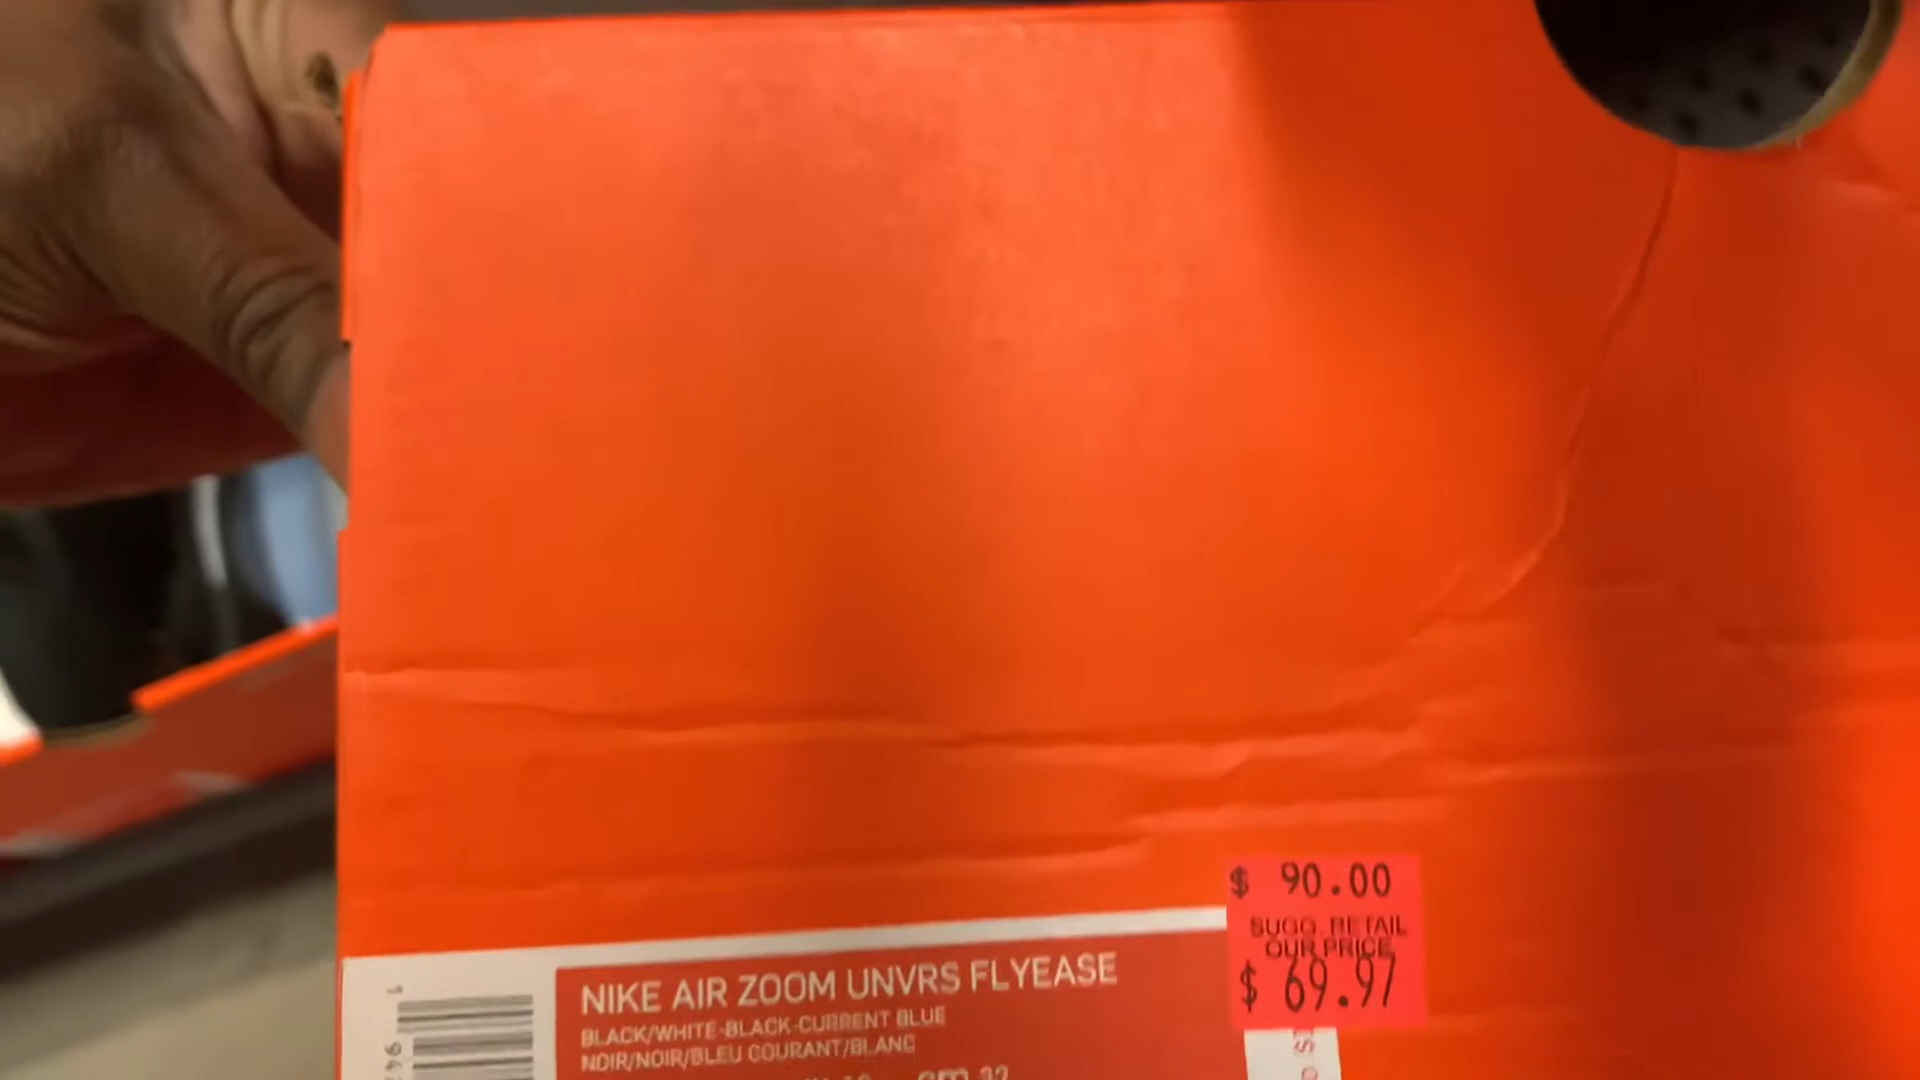 $ 90.00
SUGG. RETAIL
OUR PRICE
$ 69.97
NIKE AIR ZOOM UNVRS FLYEASE
BLACK/WHITE-BLACK-CURRENT BLUE
NOIR/NOIR/BLEU COURANT/BLANC